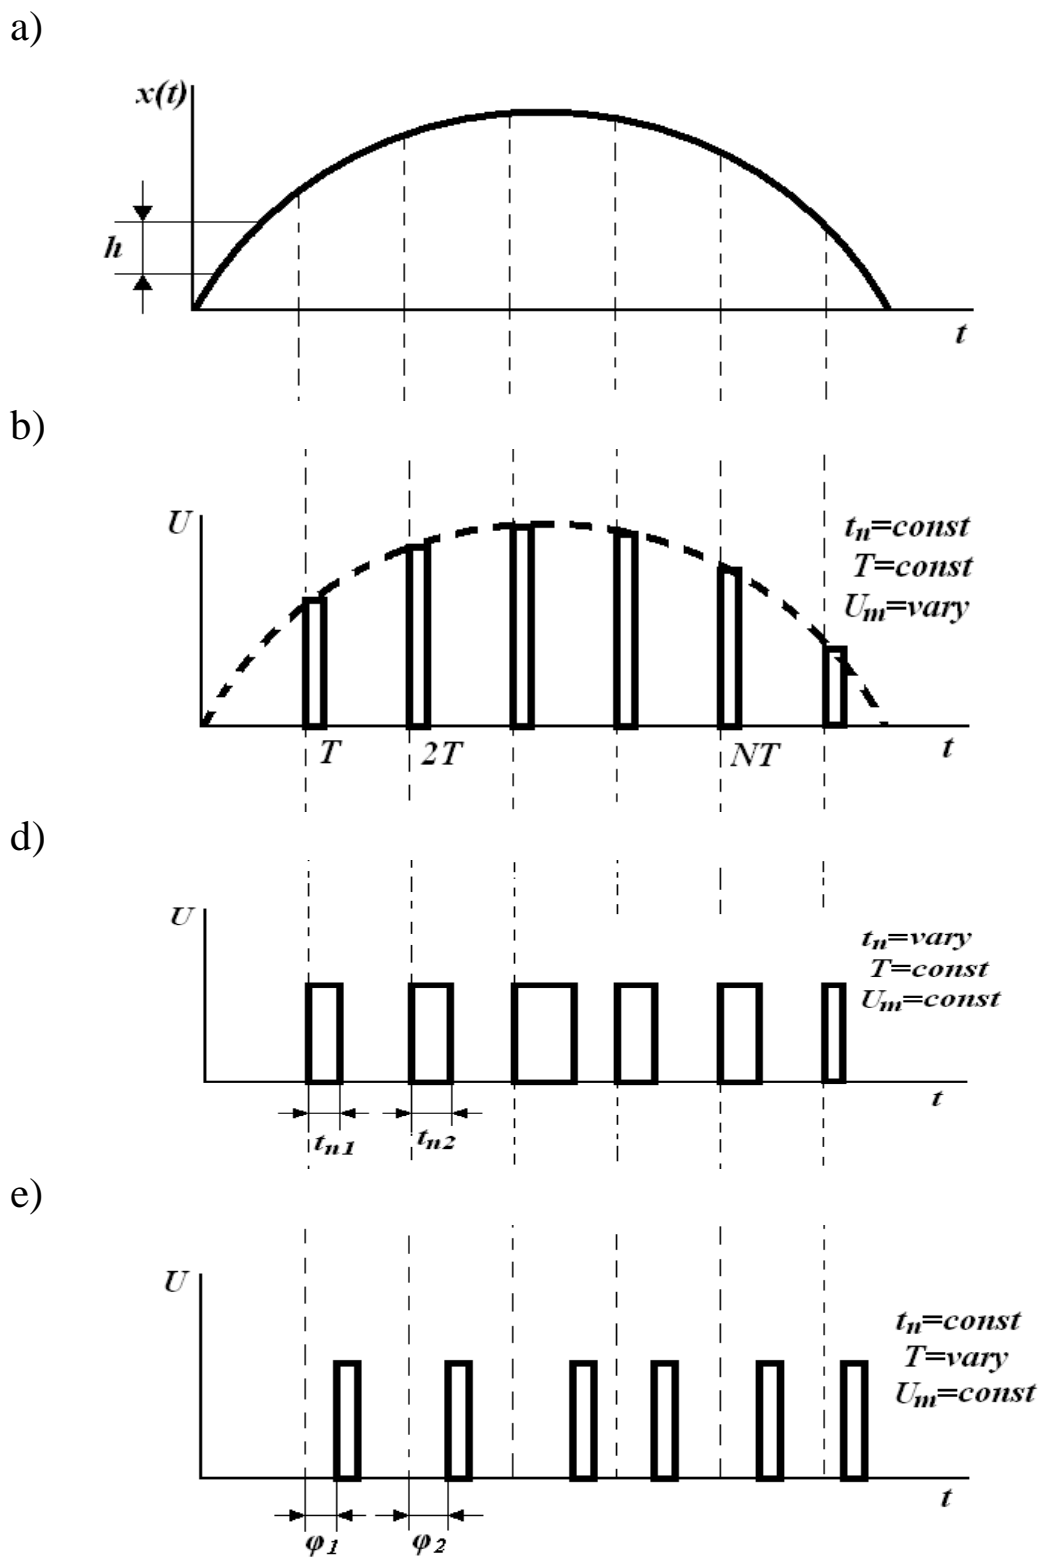 a)
x(t)
h
t
b)
U
tn=const
T=const
Um=vary
T 2T NT t
d)
U
tn=vary
T=const
Um=const
t
tn1 tn2
e)
U
tn=const
T=vary
Um=const
t
φ1 φ2